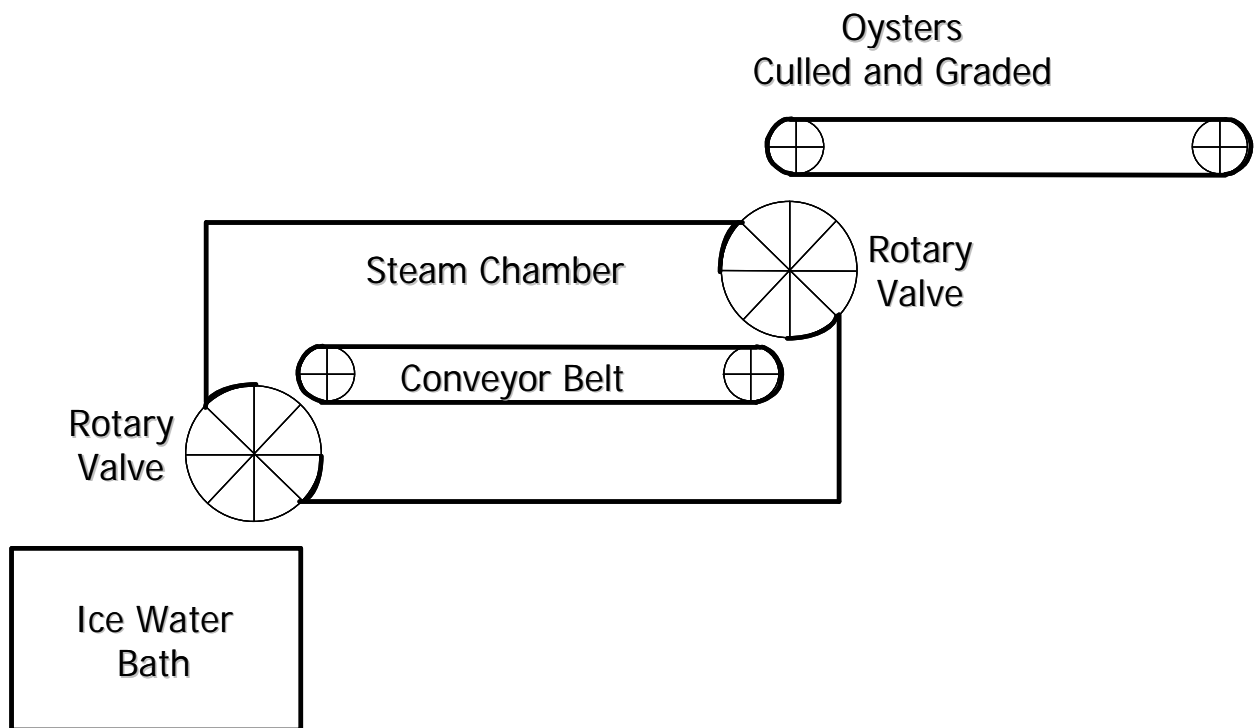 Oysters
Culled and Graded
Steam Chamber
Rotary
Valve
Conveyor Belt
Rotary
Valve
Ice Water
Bath